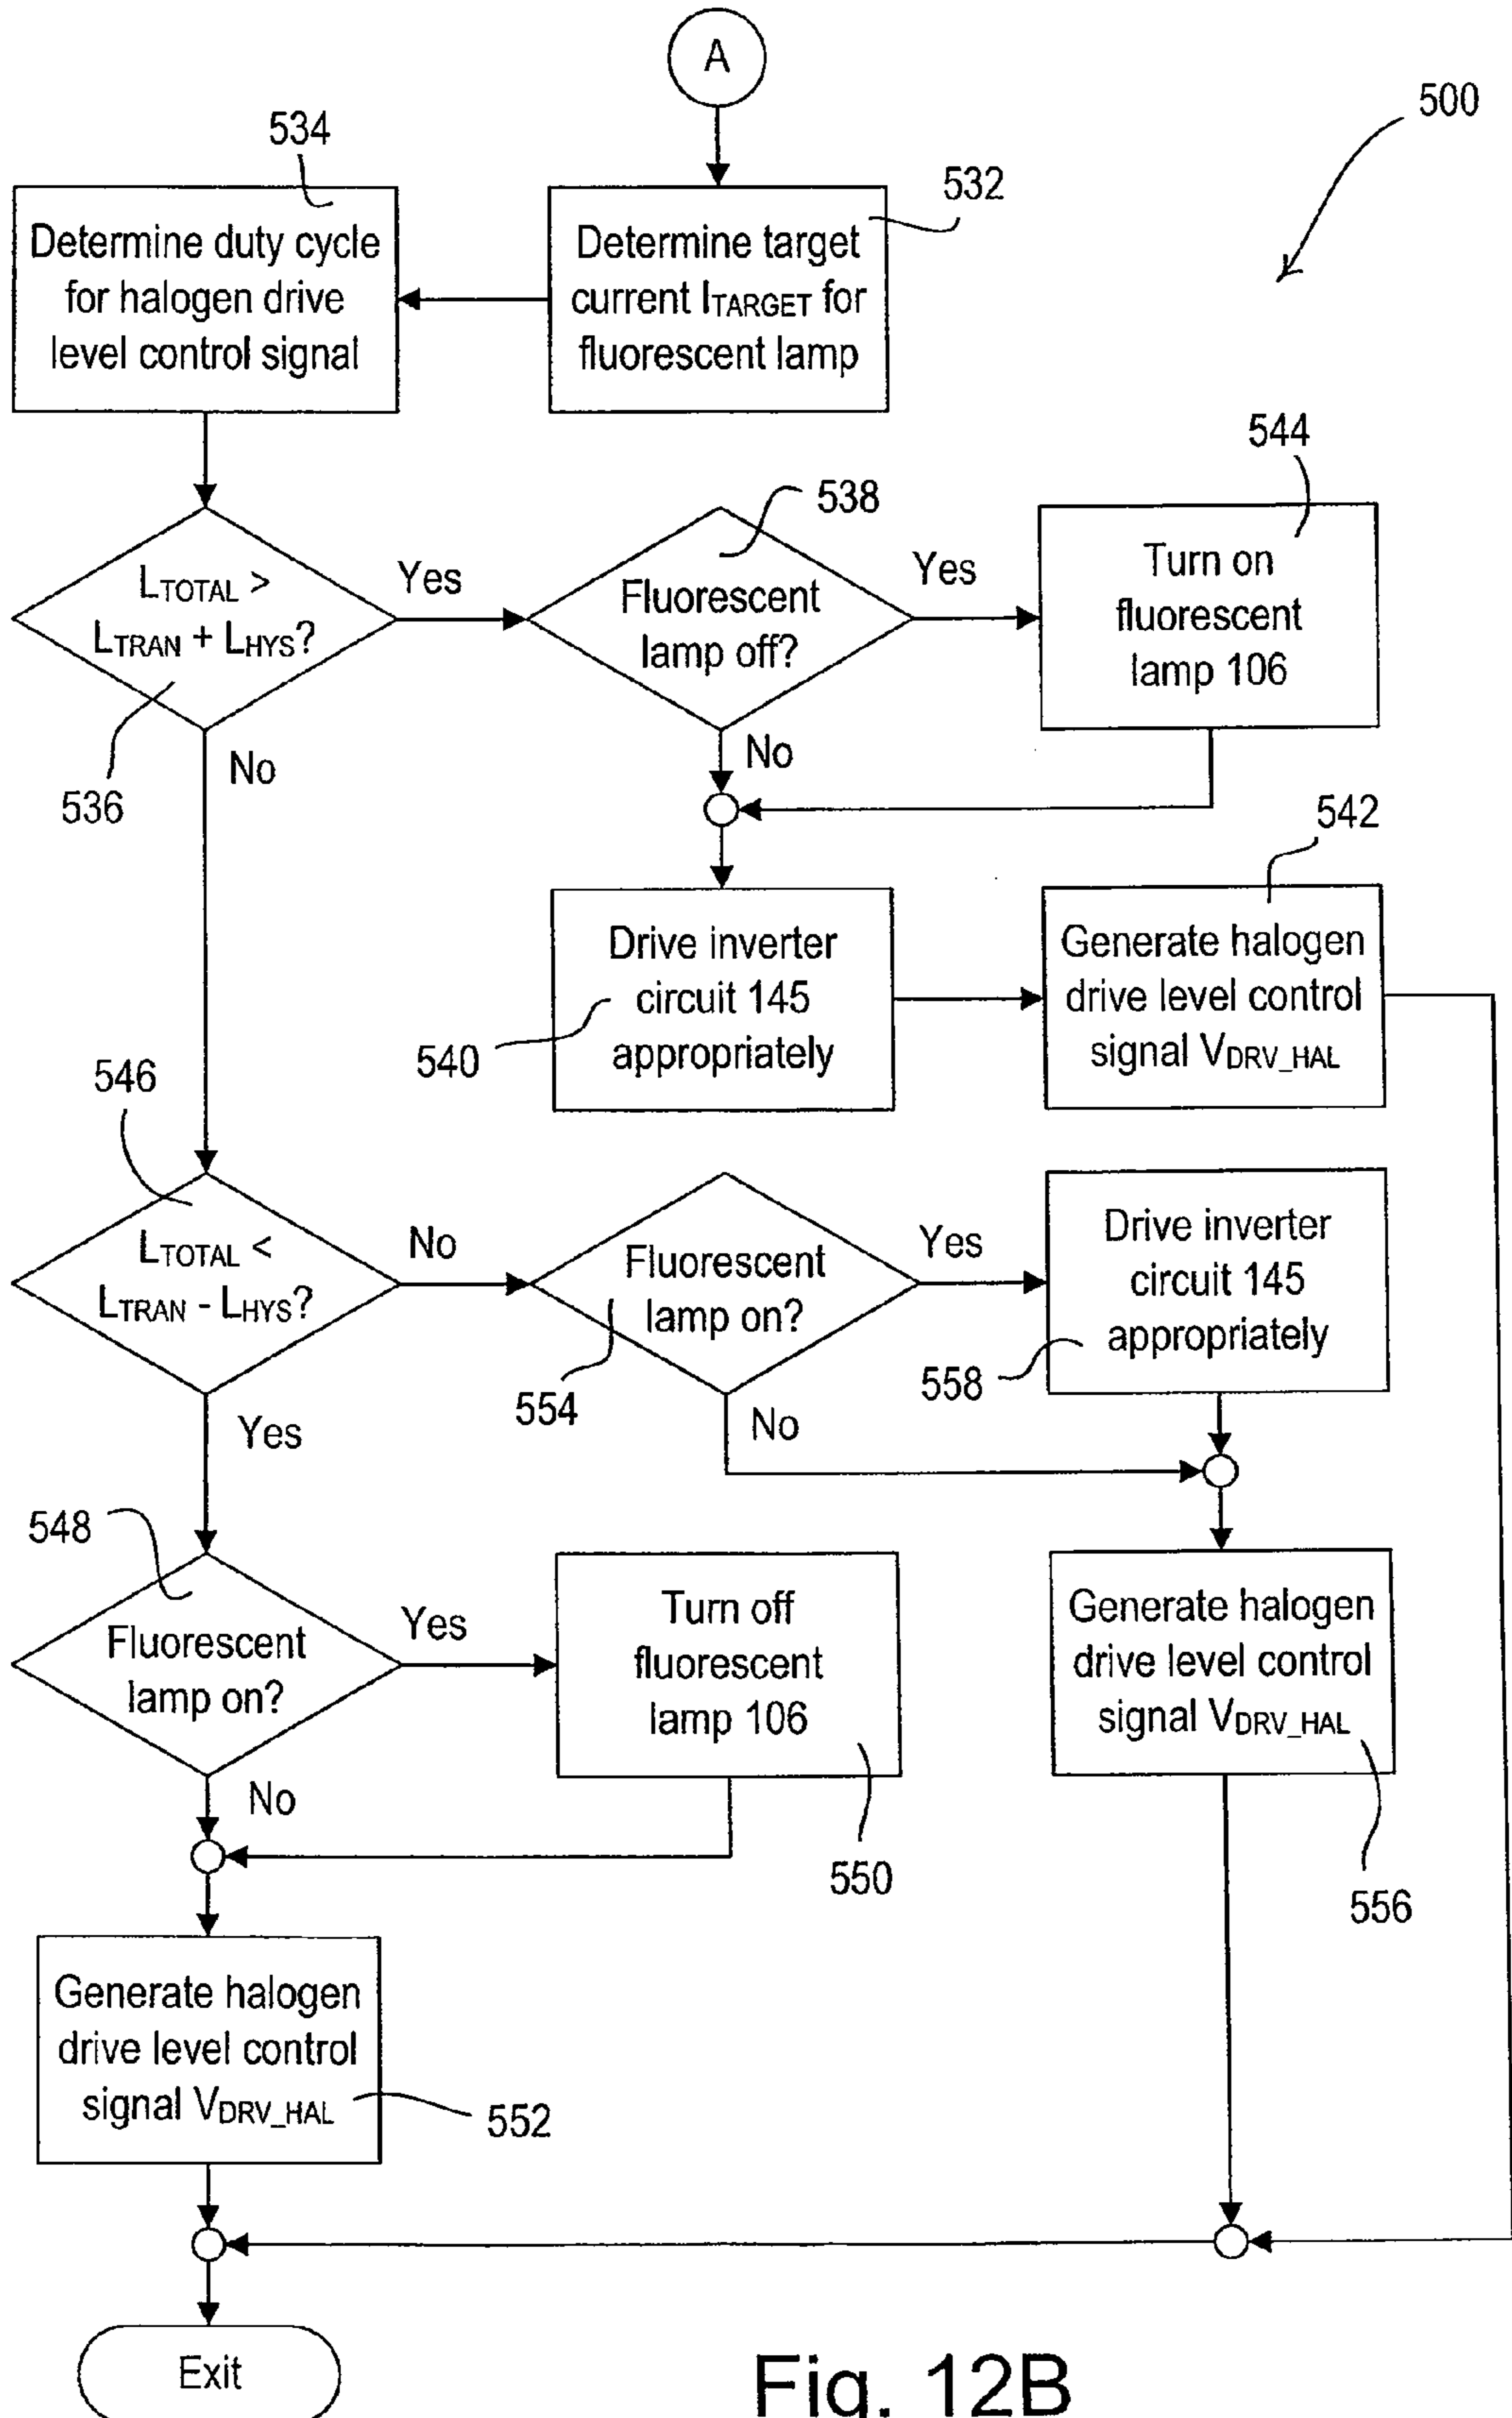 A
500
534
532
Determine duty cycle
for halogen drive
level control signal
Determine target
current ITARGET for
fluorescent lamp
544
538
LTOTAL >
LTRAN + LHYS?
Yes
Fluorescent
lamp off?
Yes
Turn on
fluorescent
lamp 106
536
No
No
542
Drive inverter
circuit 145
appropriately
540
Generate halogen
drive level control
signal VDRV_HAL
546
LTOTAL <
LTRAN - LHYS?
No
Fluorescent
lamp on?
Yes
Drive inverter
circuit 145
appropriately
554
558
Yes
No
548
Fluorescent
lamp on?
Yes
Turn off
fluorescent
lamp 106
Generate halogen
drive level control
signal VDRV_HAL
No
550
556
Generate halogen
drive level control
signal VDRV_HAL
552
Exit
Fig. 12B